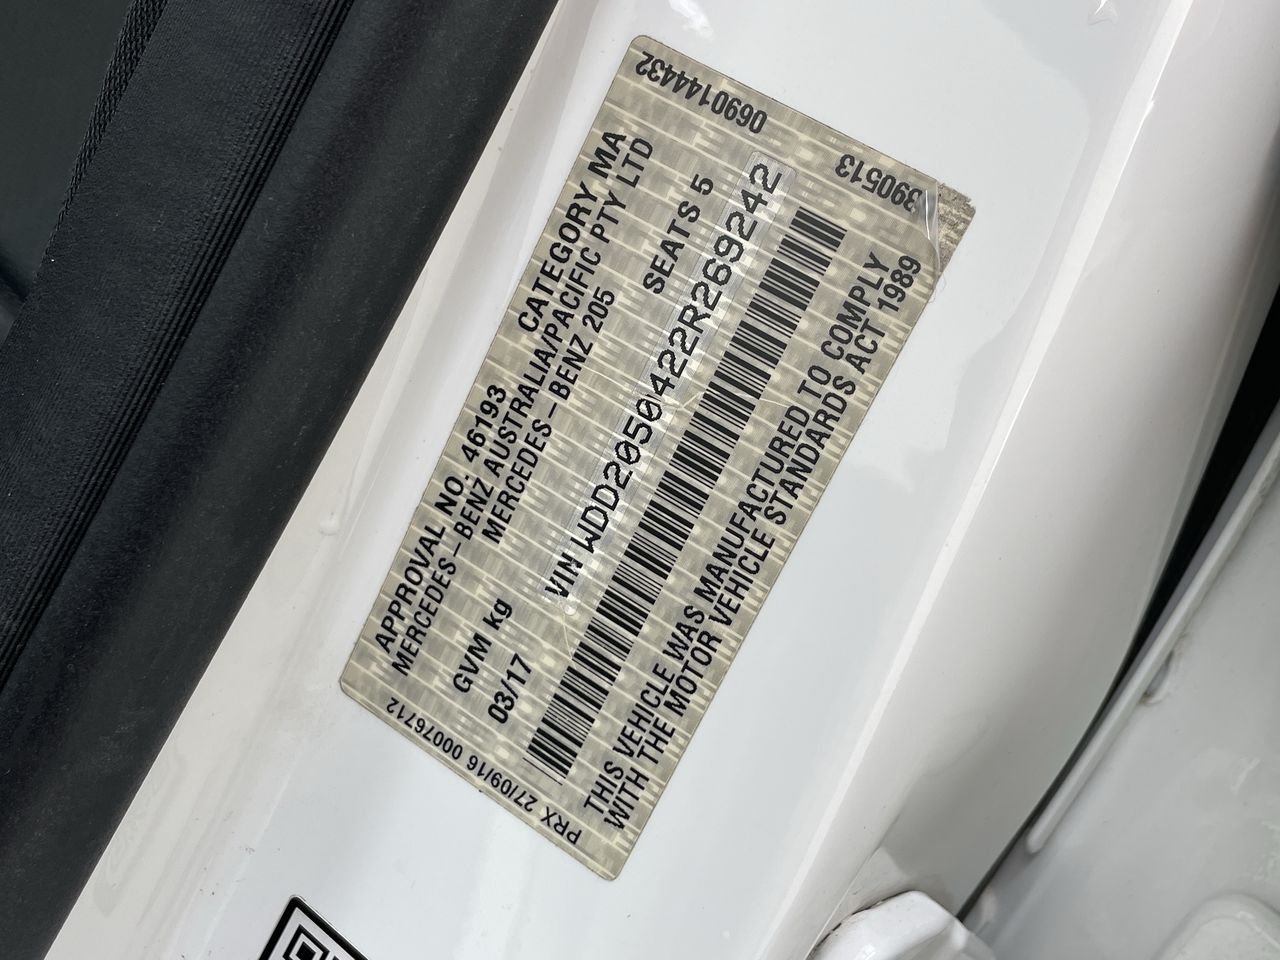 APPROVAL NO. 46193 CATEGORY MA
MERCEDES-BENZ AUSTRALIA/PACIFIC PTY LTD
MERCEDES-BENZ 205
GVM kg SEATS 5
03/17
VIN WDD2050422R269242
THIS VEHICLE WAS MANUFACTURED TO COMPLY
WITH THE MOTOR VEHICLE STANDARDS ACT 1989
PRX 27/09/16 00076712
0690144432 390513